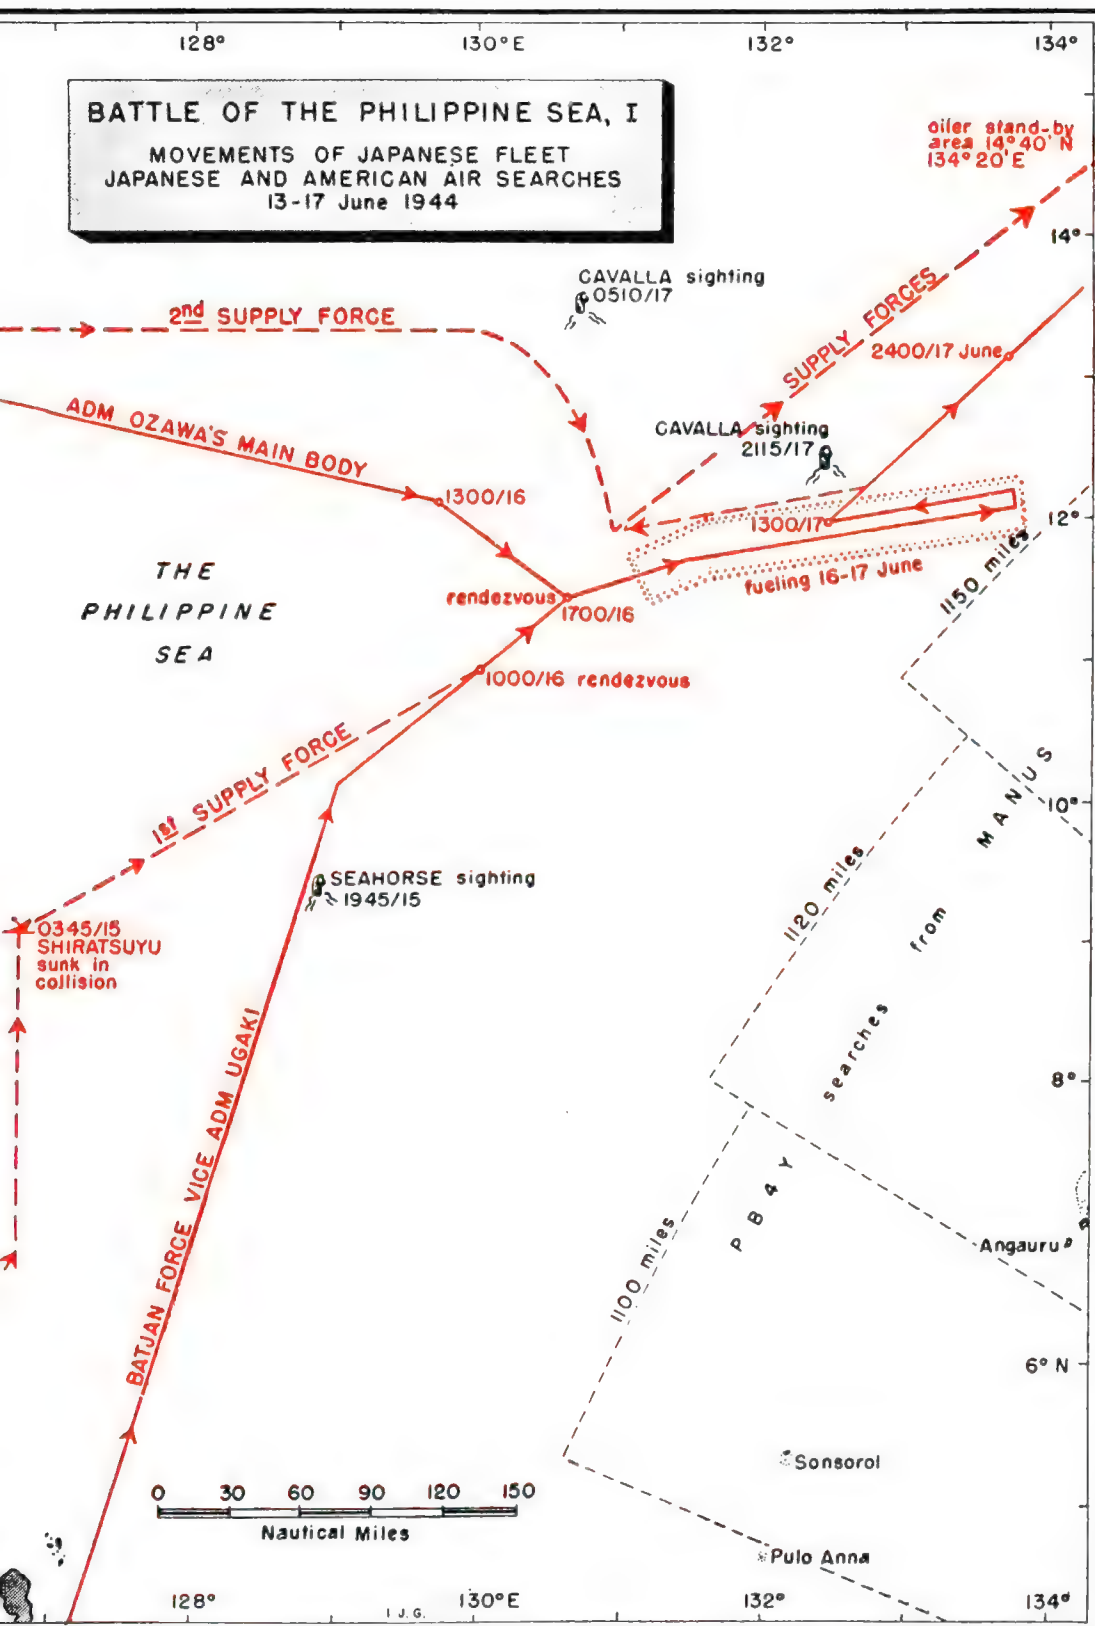 128°
130°E
132°
134°
BATTLE OF THE PHILIPPINE SEA, I
MOVEMENTS OF JAPANESE FLEET
JAPANESE AND AMERICAN AIR SEARCHES
13-17 June 1944
oiler stand-by
area 14°40' N
134°20'E
14°
CAVALLA sighting
0510/17
2nd SUPPLY FORCE
SUPPLY FORCES
2400/17 June
ADM OZAWA'S MAIN BODY
CAVALLA sighting
2115/17
1300/16
1300/17
12°
THE
PHILIPPINE
SEA
fueling 16-17 June
1150 miles
rendezvous
1700/16
1000/16 rendezvous
1st SUPPLY FORCE
10°
SEAHORSE sighting
1945/15
1120 miles
0345/15
SHIRATSUYU
sunk in
collision
PB4Y searches from MANUS
8°
BATJAN FORCE VICE ADM UGAKI
1100 miles
Angauru
6° N
Sonsorol
0 30 60 90 120 150
Nautical Miles
Pulo Anna
128°
I.J.G.
130°E
132°
134°